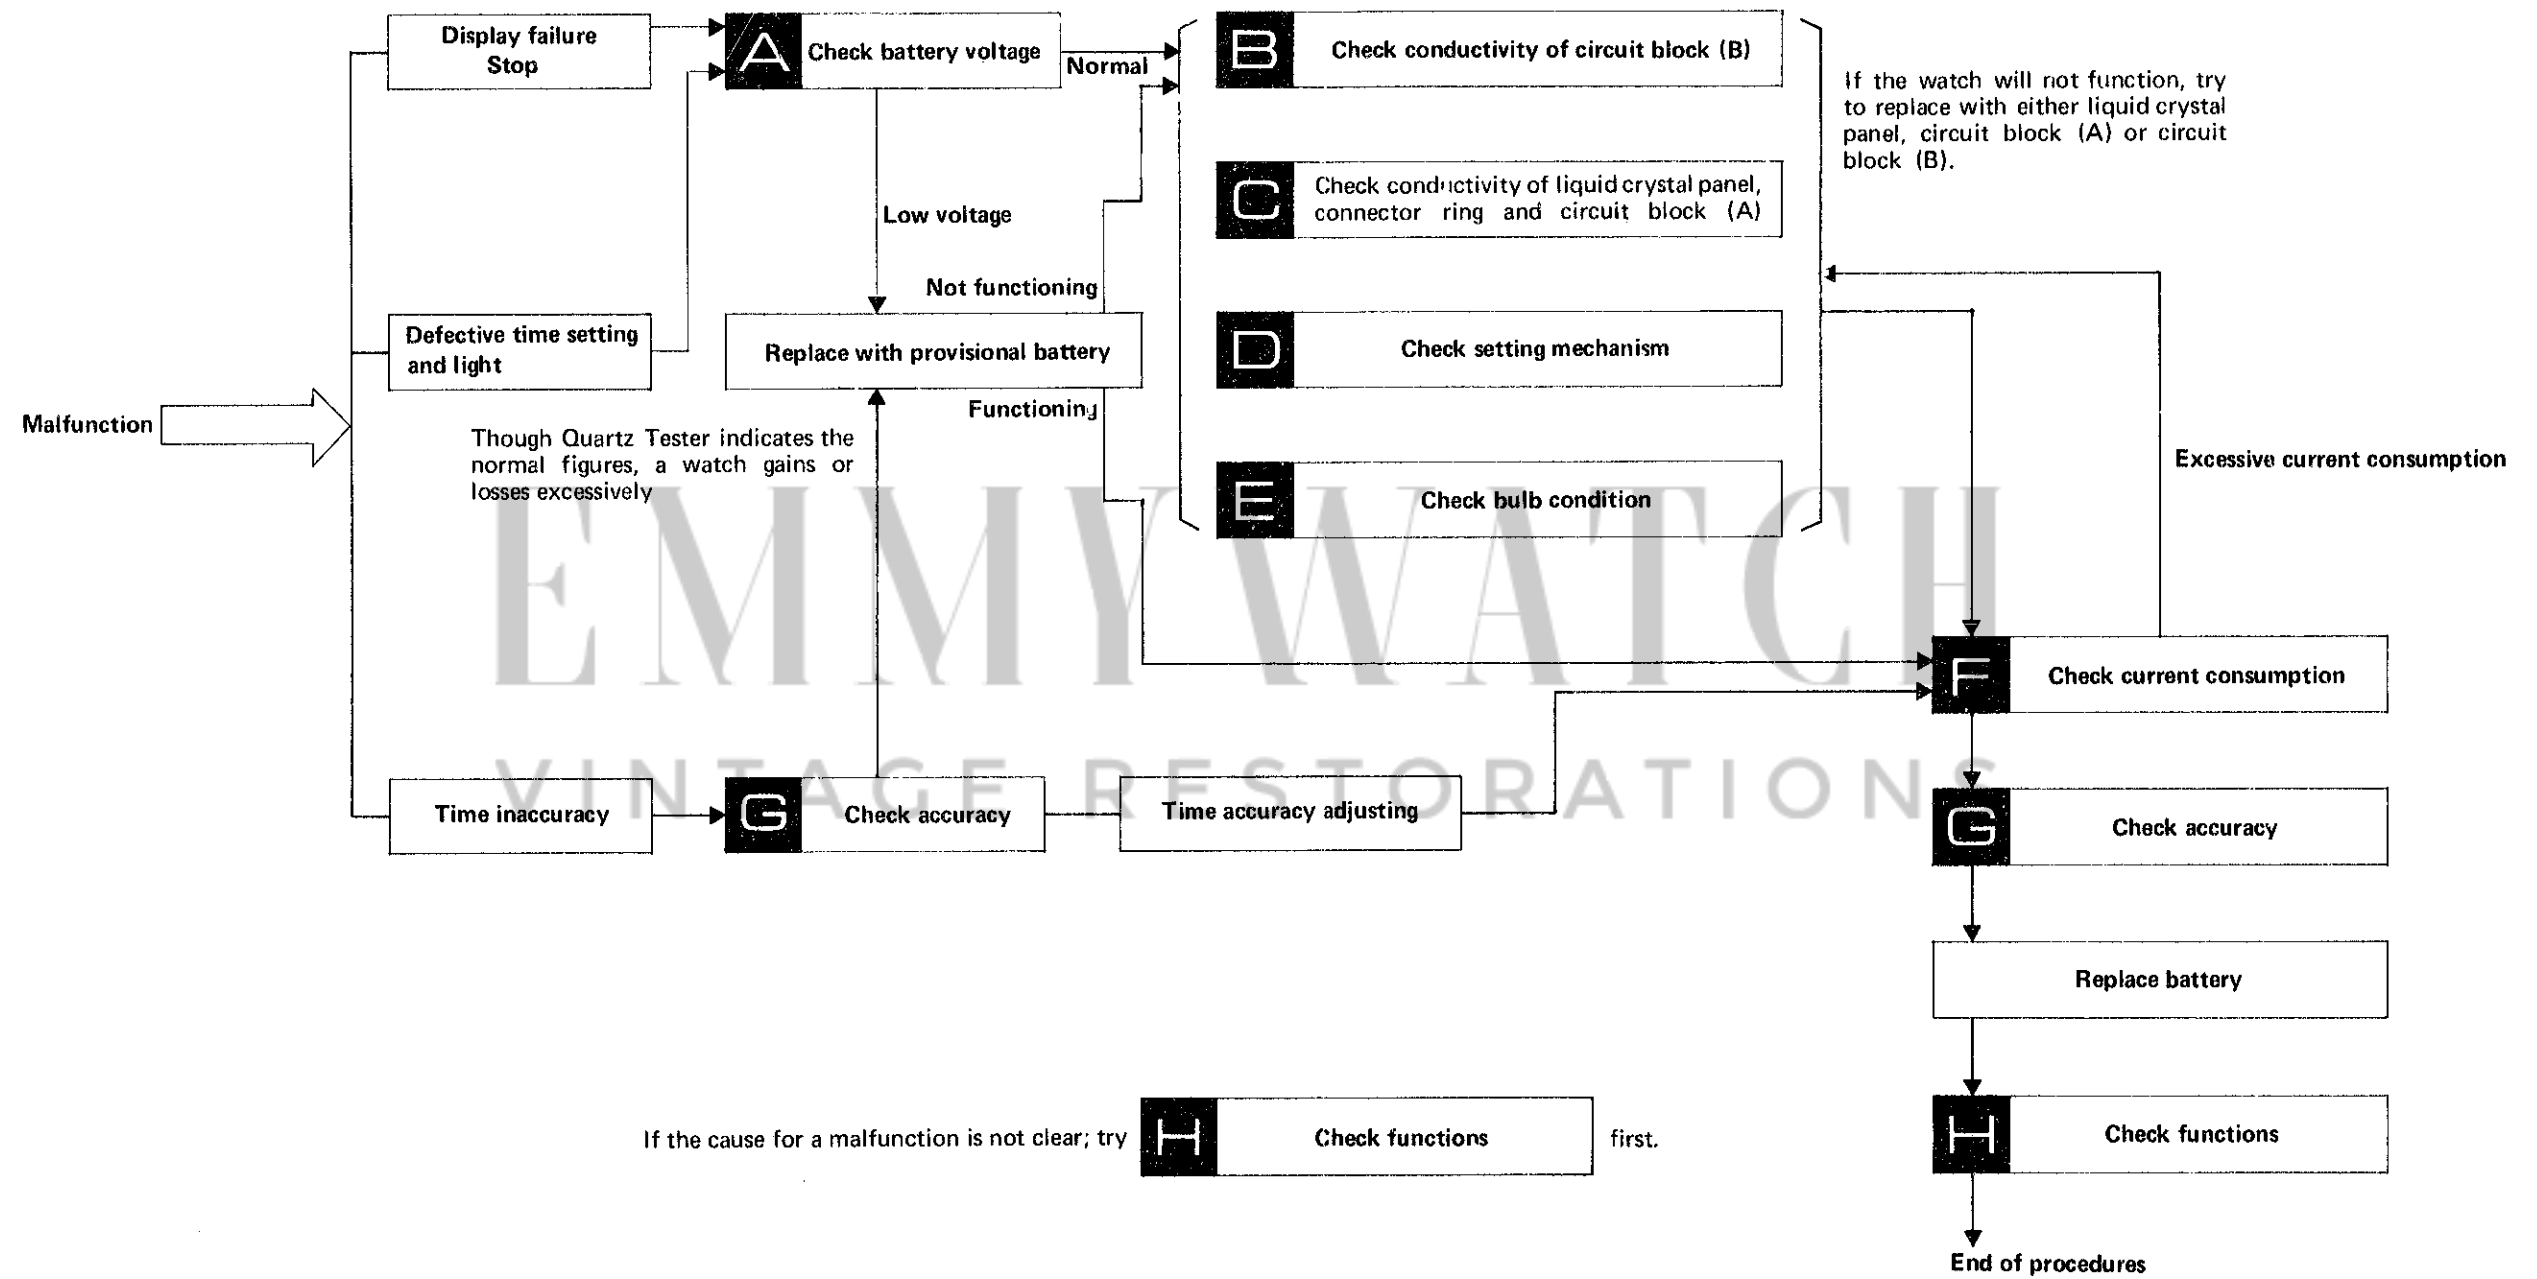 Display failure
Stop
A
Check battery voltage
Normal
B
Check conductivity of circuit block (B)
If the watch will not function, try
to replace with either liquid crystal
panel, circuit block (A) or circuit
block (B).
C
Check conductivity of liquid crystal panel,
connector ring and circuit block (A)
Low voltage
Not functioning
Defective time setting
and light
Replace with provisional battery
D
Check setting mechanism
Functioning
Malfunction
Though Quartz Tester indicates the
normal figures, a watch gains or
losses excessively
Excessive current consumption
E
Check bulb condition
EMMYWATCH
VINTAGE RESTORATIONS
F
Check current consumption
Time inaccuracy
G
Check accuracy
Time accuracy adjusting
G
Check accuracy
Replace battery
If the cause for a malfunction is not clear; try
H
Check functions
first.
H
Check functions
End of procedures